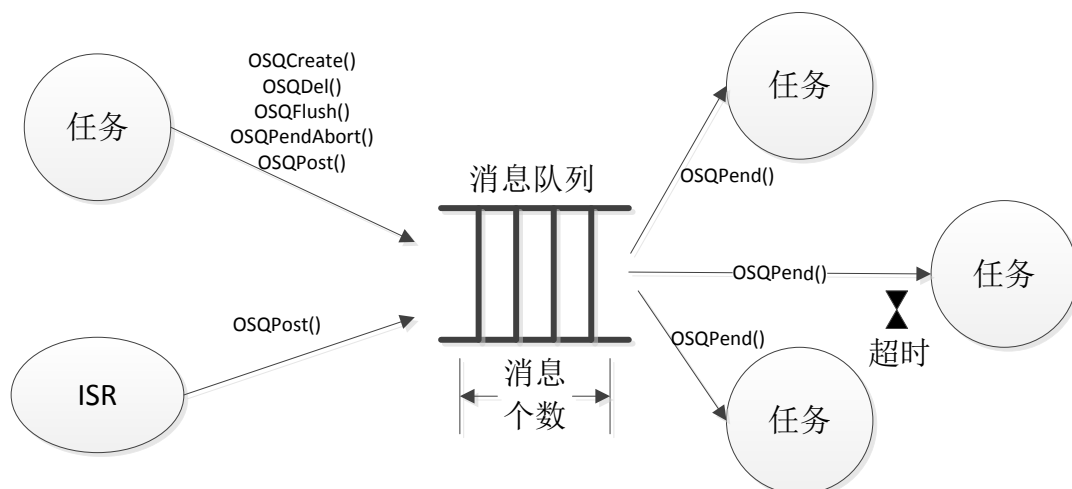 任务
OSQCreate()
OSQDel()
OSQFlush()
OSQPendAbort()
OSQPost()
ISR
OSQPost()
消息队列
消息
个数
OSQPend()
任务
OSQPend()
任务
超时
OSQPend()
任务